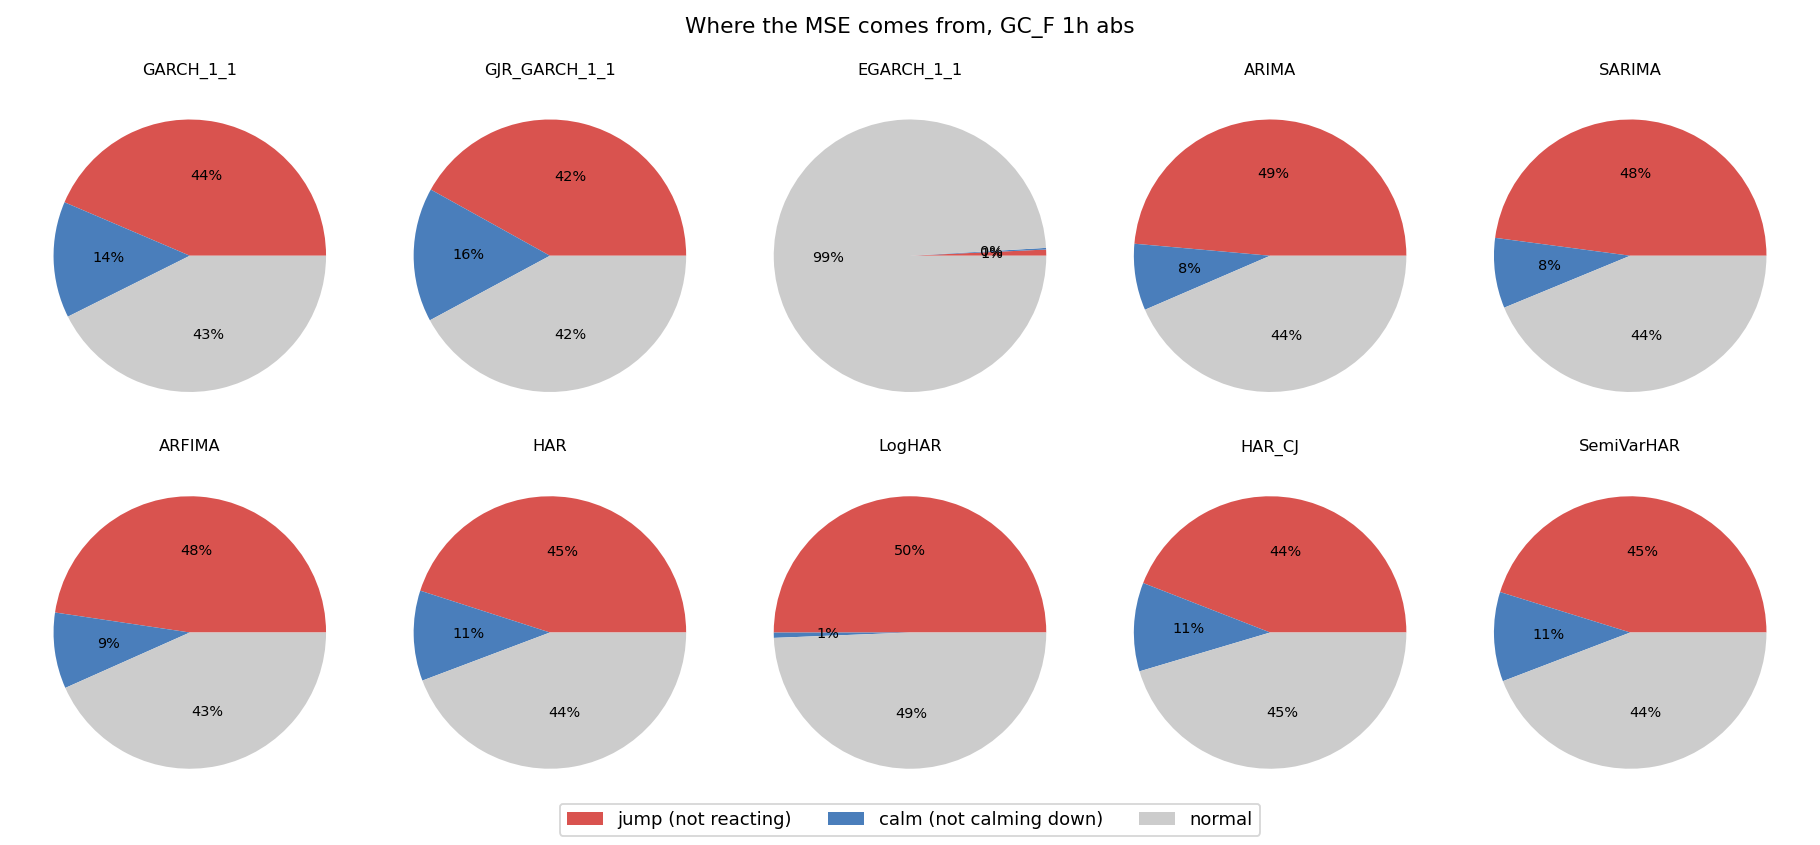 Where the MSE comes from, GC_F 1h abs
GARCH_1_1
GJR_GARCH_1_1
EGARCH_1_1
ARIMA
SARIMA
44%
14%
43%
42%
16%
42%
0%
1%
99%
49%
8%
44%
48%
8%
44%
ARFIMA
HAR
LogHAR
HAR_CJ
SemiVarHAR
48%
9%
43%
45%
11%
44%
50%
1%
49%
44%
11%
45%
45%
11%
44%
jump (not reacting)
calm (not calming down)
normal